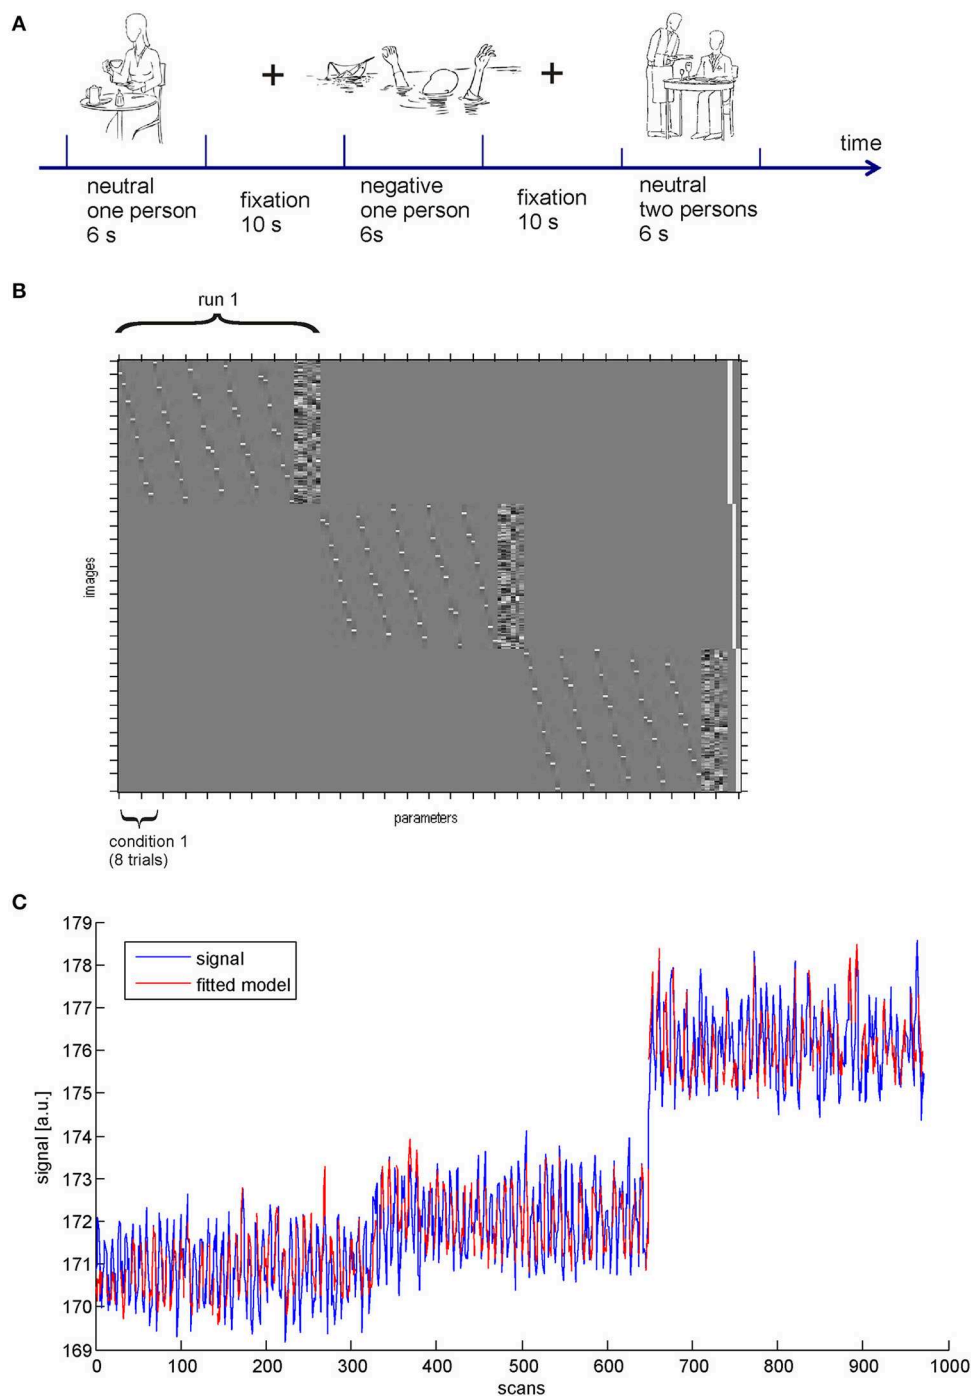 A
+
+
time
neutral
one person
6 s
fixation
10 s
negative
one person
6s
fixation
10 s
neutral
two persons
6 s
B
run 1
images
parameters
condition 1
(8 trials)
C
179
178
177
176
175
174
173
172
171
170
169
signal [a.u.]
signal
fitted model
0
100
200
300
400
500
600
700
800
900
1000
scans